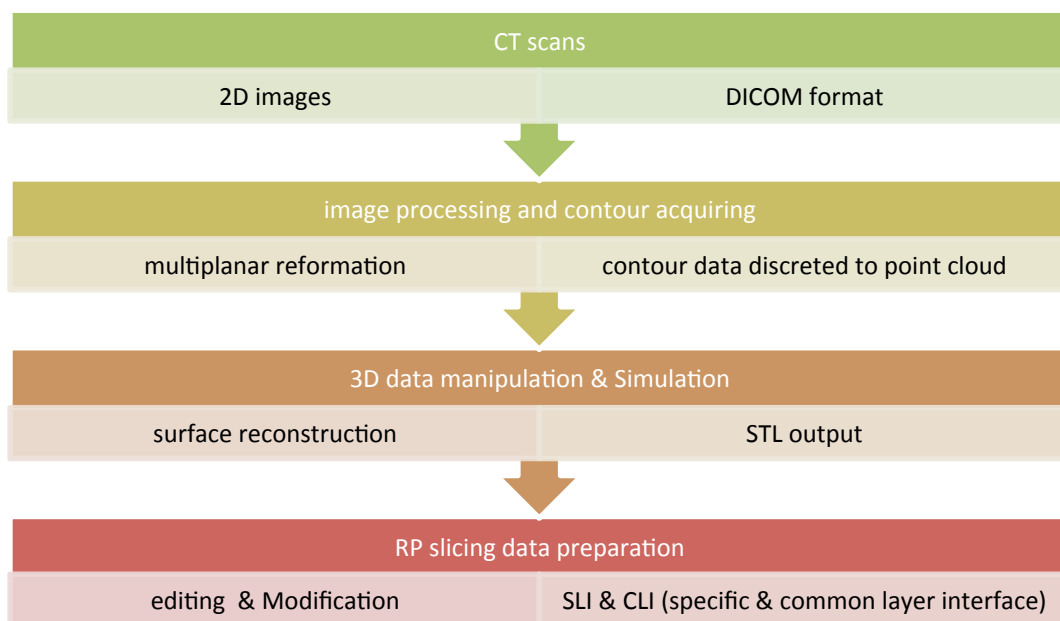 CT scans
2D images
DICOM format
image processing and contour acquiring
multiplanar reformation
contour data discreted to point cloud
3D data manipulation & Simulation
surface reconstruction
STL output
RP slicing data preparation
editing & Modification
SLI & CLI (specific & common layer interface)